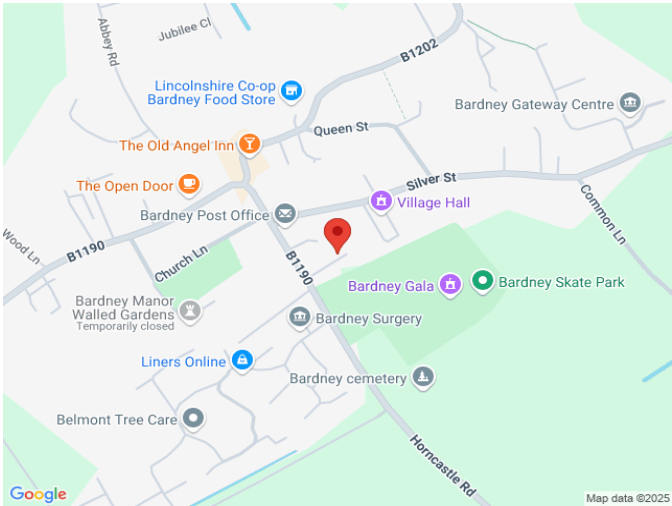 Jubilee Cl
Abbey Rd
B1202
Lincolnshire Co-op
Bardney Food Store
Bardney Gateway Centre
Queen St
The Old Angel Inn
The Open Door
Silver St
Village Hall
Bardney Post Office
Common Ln
Wood Ln
B1190
Church Ln
B1190
Bardney Gala
Bardney Skate Park
Bardney Manor
Walled Gardens
Temporarily closed
Bardney Surgery
Liners Online
Bardney cemetery
Belmont Tree Care
Horncastle Rd
Google
Map data ©2025